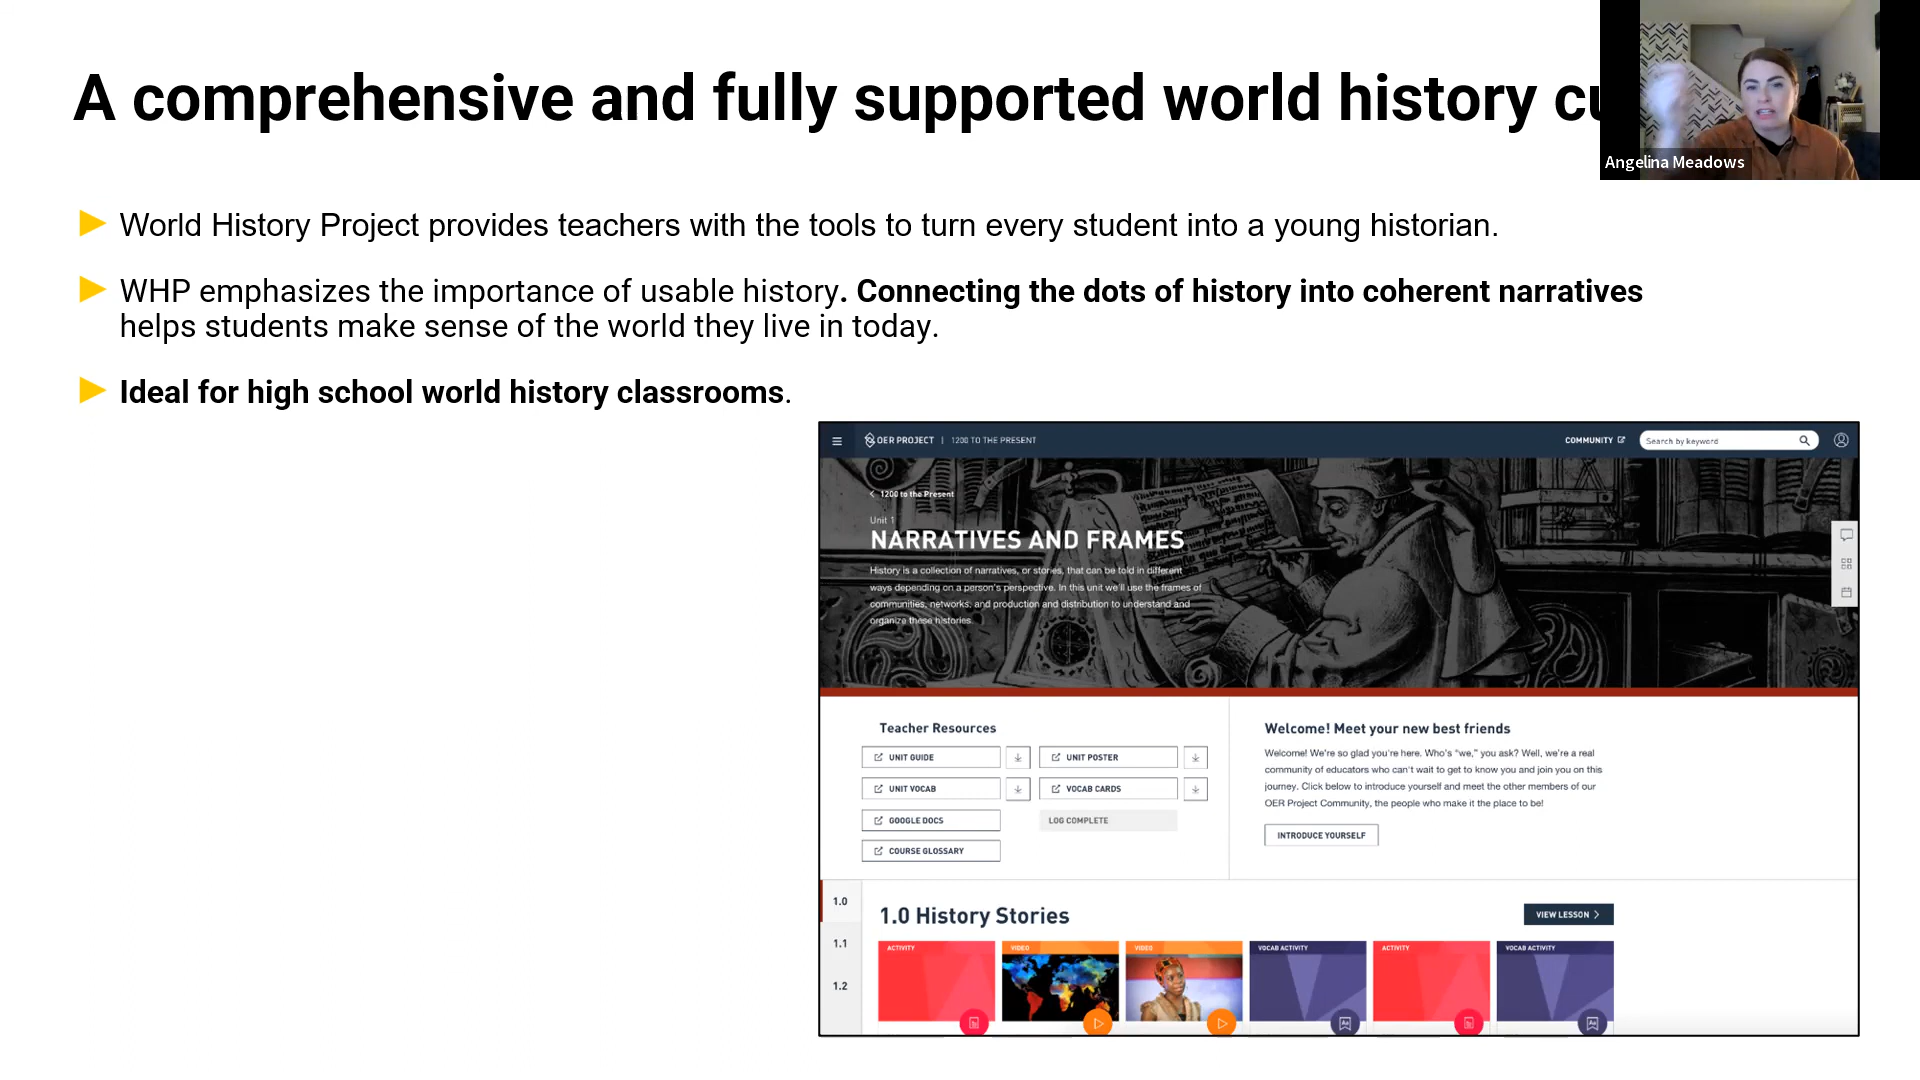 A comprehensive and fully supported world history
Angelina Meadows
World History Project provides teachers with the tools to turn every student into a young historian.
WHP emphasizes the importance of usable history. Connecting the dots of history into coherent narratives
helps students make sense of the world they live in today.
Ideal for high school world history classrooms.
OER PROJECT | 1200 TO THE PRESENT
COMMUNITY
Search by keyword
< 1200 to the Present
Unit 1
NARRATIVES AND FRAMES
History is a collection of narratives, or stories, that can be told in different
ways depending on a person's perspective. In this unit we'll use the frames of
communities, networks, and production and distribution to understand and
organize these histories.
Teacher Resources
UNIT GUIDE
UNIT POSTER
UNIT VOCAB
VOCAB CARDS
GOOGLE DOCS
LOG COMPLETE
COURSE GLOSSARY
Welcome! Meet your new best friends
Welcome! We're so glad you're here. Who's "we," you ask? Well, we're a real
community of educators who can't wait to get to know you and join you on this
journey. Click below to introduce yourself and meet the other members of our
OER Project Community, the people who make it the place to be!
INTRODUCE YOURSELF
1.0
1.1
1.2
1.0 History Stories
VIEW LESSON >
ACTIVITY
VIDEO
VIDEO
VOCAB ACTIVITY
ACTIVITY
VOCAB ACTIVITY